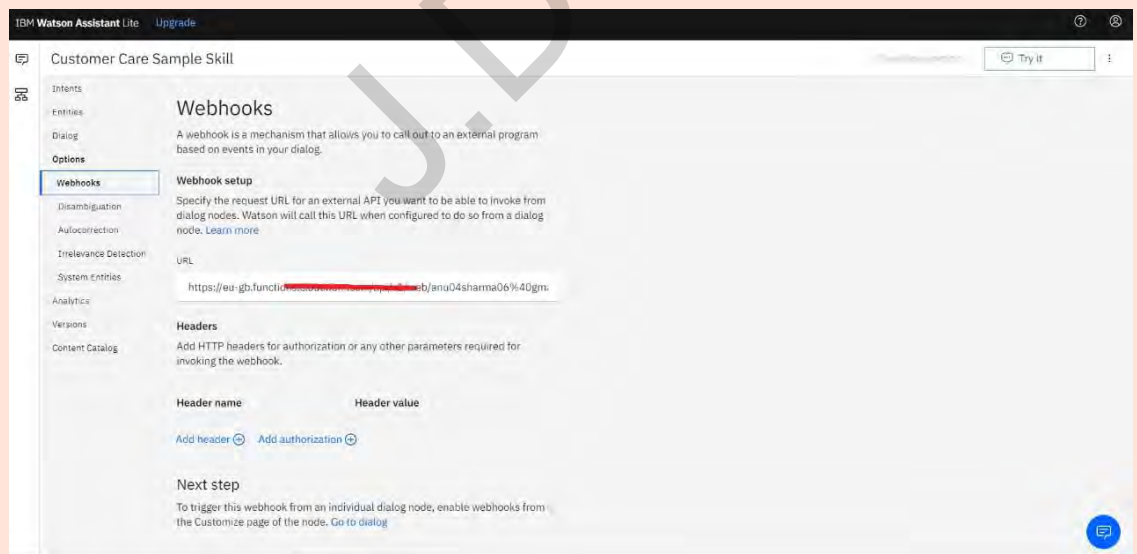 IBM Watson Assistant Lite Upgrade
Customer Care Sample Skill
Try it
Intents
Entities
Dialog
Options
Webhooks
Disambiguation
Autocorrection
Irrelevance Detection
System Entities
Analytics
Versions
Content Catalog
Webhooks
A webhook is a mechanism that allows you to call out to an external program
based on events in your dialog.
Webhook setup
Specify the request URL for an external API you want to be able to invoke from
dialog nodes. Watson will call this URL when configured to do so from a dialog
node. Learn more
URL
https://eu-gb.functio eb/anu04sharma06%40gm
Headers
Add HTTP headers for authorization or any other parameters required for
invoking the webhook.
Header name Header value
Add header Add authorization
Next step
To trigger this webhook from an individual dialog node, enable webhooks from
the Customize page of the node. Go to dialog
J.D